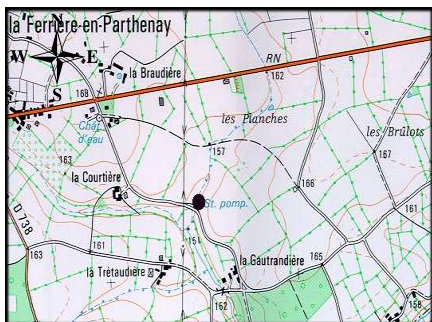 la Ferrière-en-Parthenay
N
W E
S
la Braudière
RN
162
168
Chât.
d'eau
les Planches
les Brûlots
157
167
163
la Courtière
166
St. pomp.
161
D 738
151
161
163
la Gautrandière
165
la Trétaudière
162
158